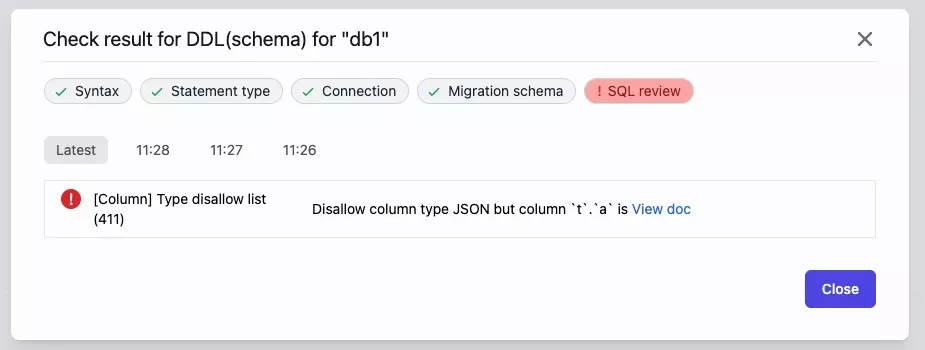 Check result for DDL(schema) for "db1"
Syntax
Statement type
Connection
Migration schema
! SQL review
Latest
11:28
11:27
11:26
[Column] Type disallow list
(411)
Disallow column type JSON but column `t`.`a` is View doc
Close